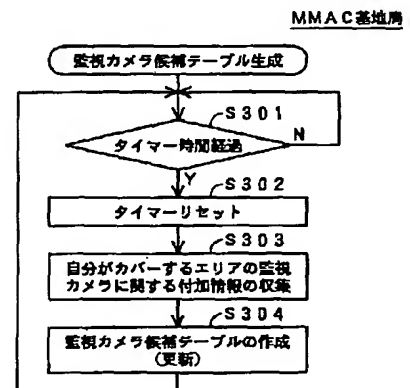 MMAC基地局
監視カメラ候補テーブル生成
S301
タイマー時間経過
N
Y
S302
タイマーリセット
S303
自分がカバーするエリアの監視
カメラに関する付加情報の収集
S304
監視カメラ候補テーブルの作成
(更新)